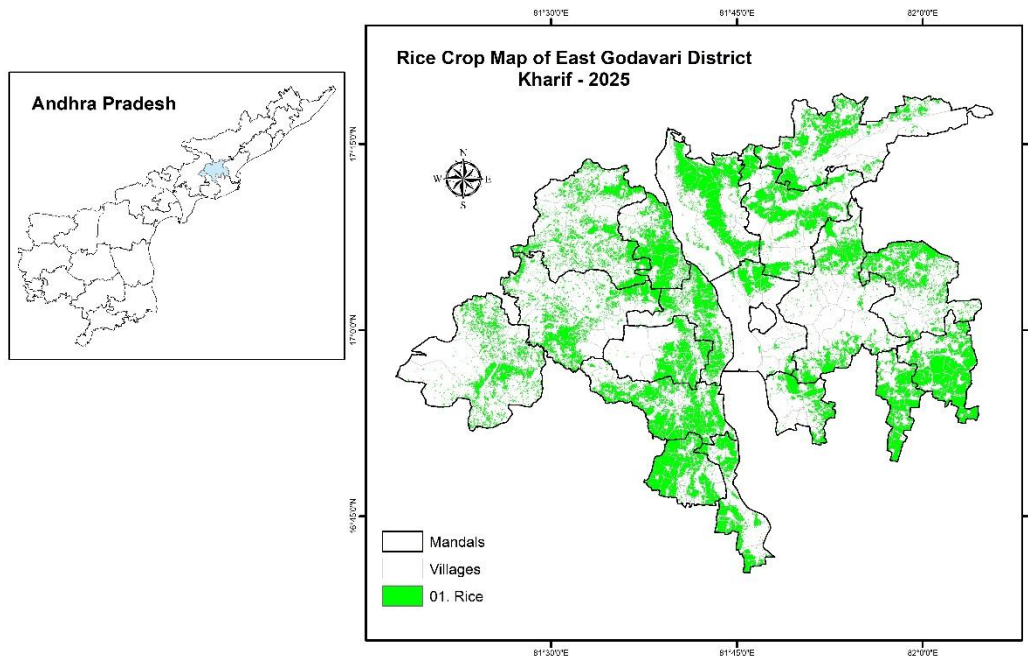 Andhra Pradesh
81°30'0"E
81°45'0"E
82°0'0"E
Rice Crop Map of East Godavari District
Kharif - 2025
N
W E
S
17°15'0"N
17°0'0"N
16°45'0"N
Mandals
Villages
01. Rice
81°30'0"E
81°45'0"E
82°0'0"E